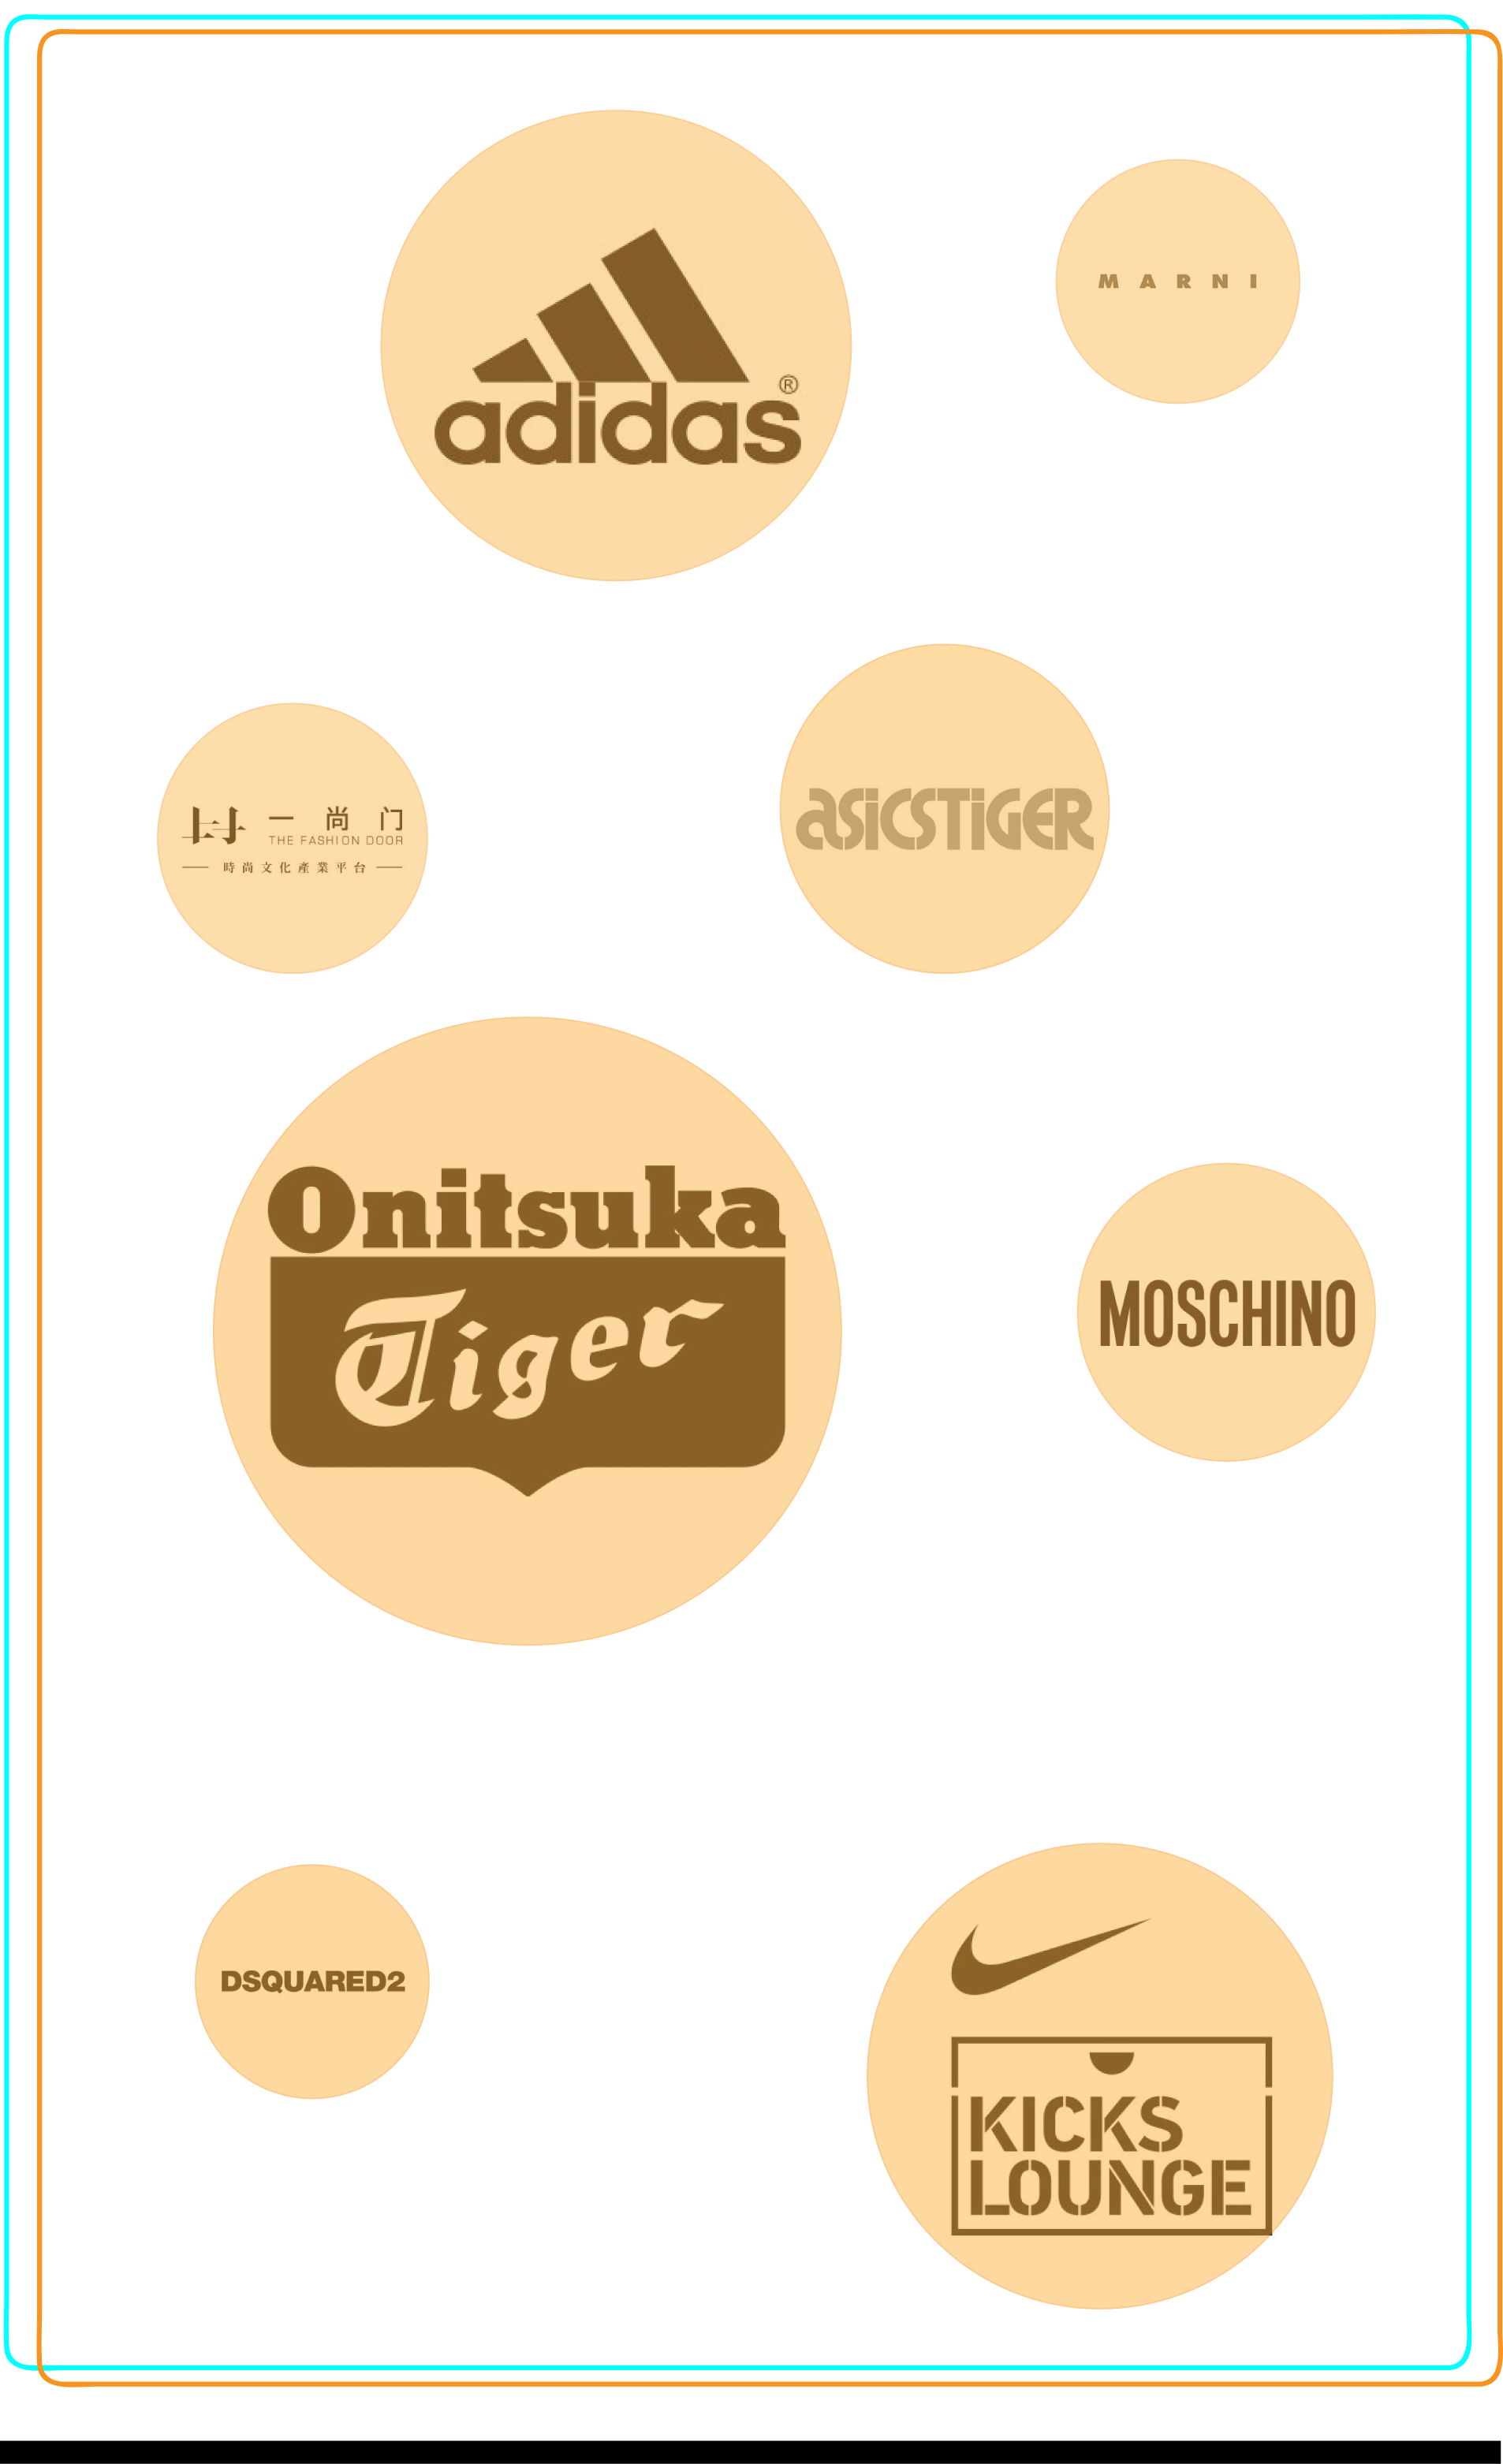 adidas®
MARNI
一尚门
THE FASHION DOOR
時尚文化產業平台
asicsTiGeR
Onitsuka
Tiger
MOSCHINO
DSQUARED2
KICKS
LOUNGE